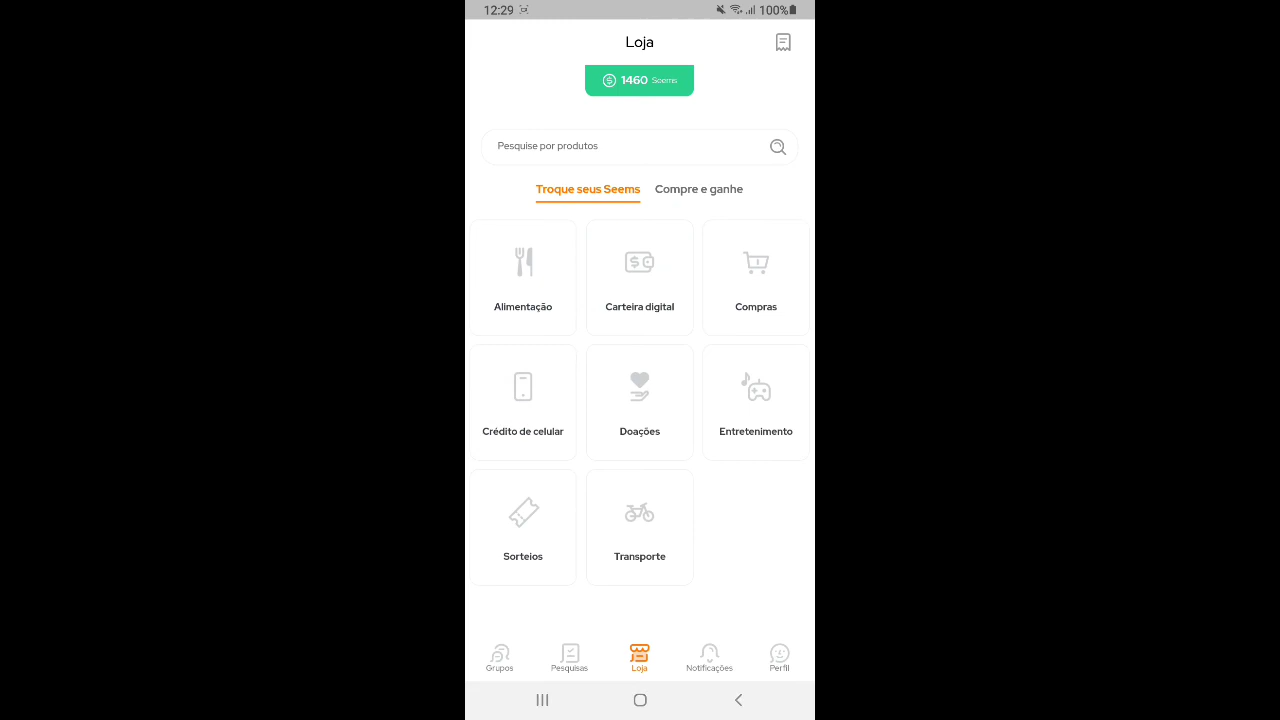 12:29 100%
Loja
1460 Seems
Pesquise por produtos
Troque seus Seems Compre e ganhe
Alimentação Carteira digital Compras
Crédito de celular Doações Entretenimento
Sorteios Transporte
Grupos Pesquisas Loja Notificações Perfil